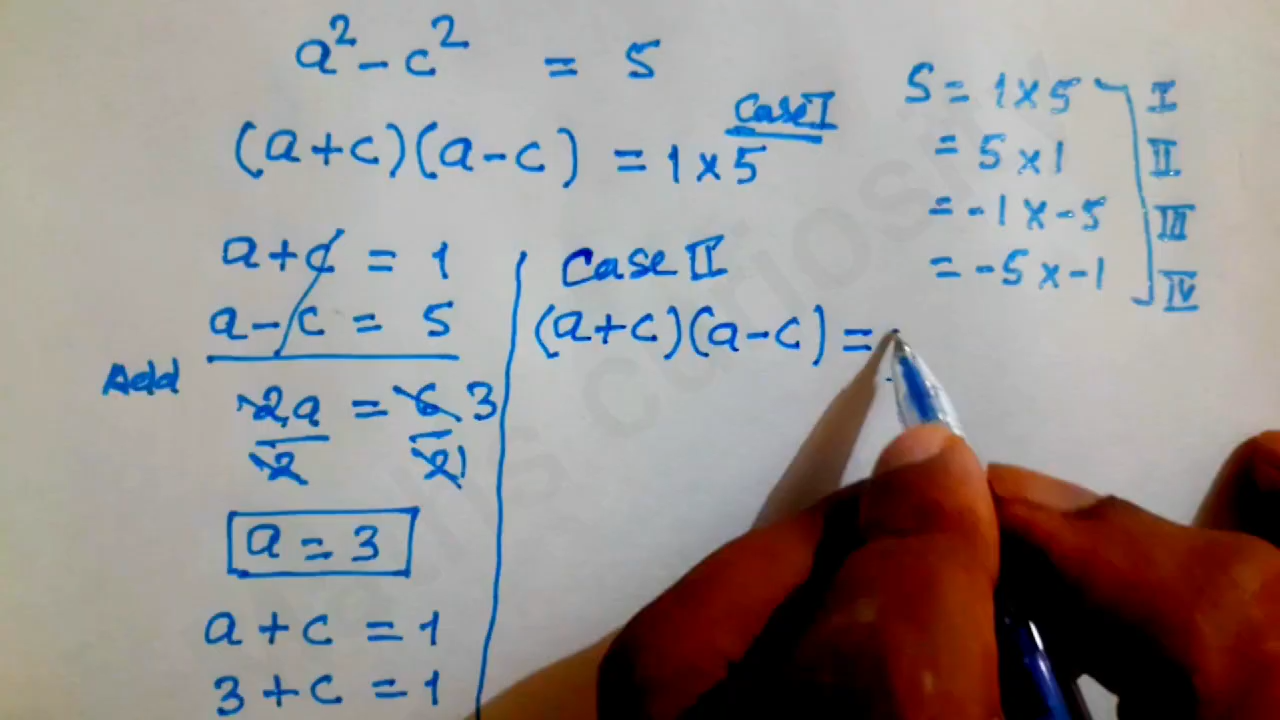 a² - c² = 5
(a+c)(a-c) = 1×5
Case I
a+c = 1
a-c = 5
Add
2a = 6 3
2 2 1
a = 3
a+c = 1
3+c = 1
Case II
(a+c)(a-c) =
5 = 1×5 I
= 5×1 II
= -1×-5 III
= -5×-1 IV